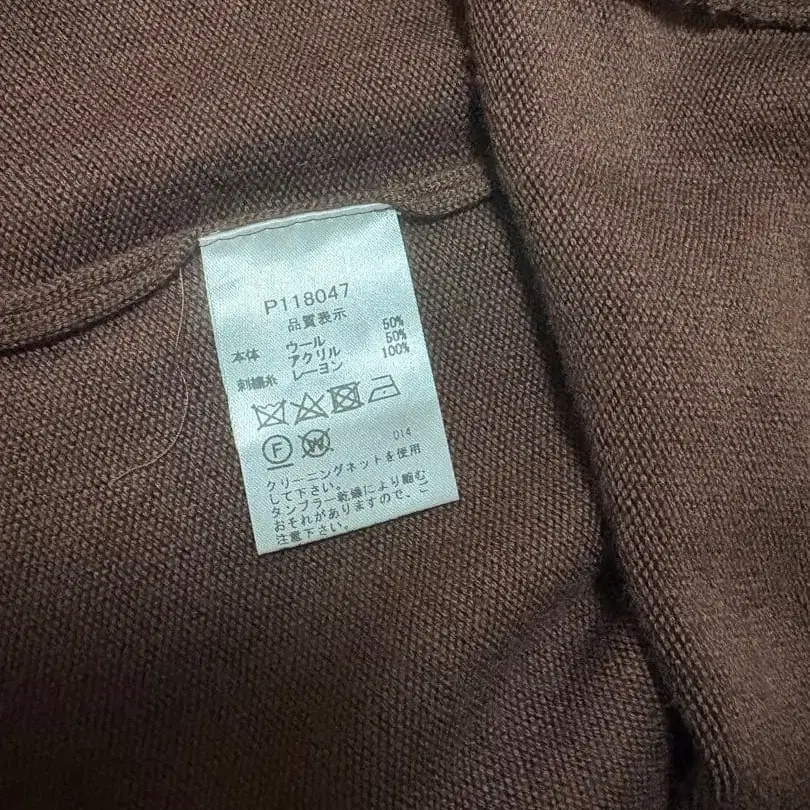 P118047
品質表示
本体 ウール 50%
アクリル 50%
刺繍糸 レーヨン 100%
F W 014
クリーニングネットを使用
して下さい。
タンブラー乾燥により縮む
おそれがありますので、ご
注意下さい。